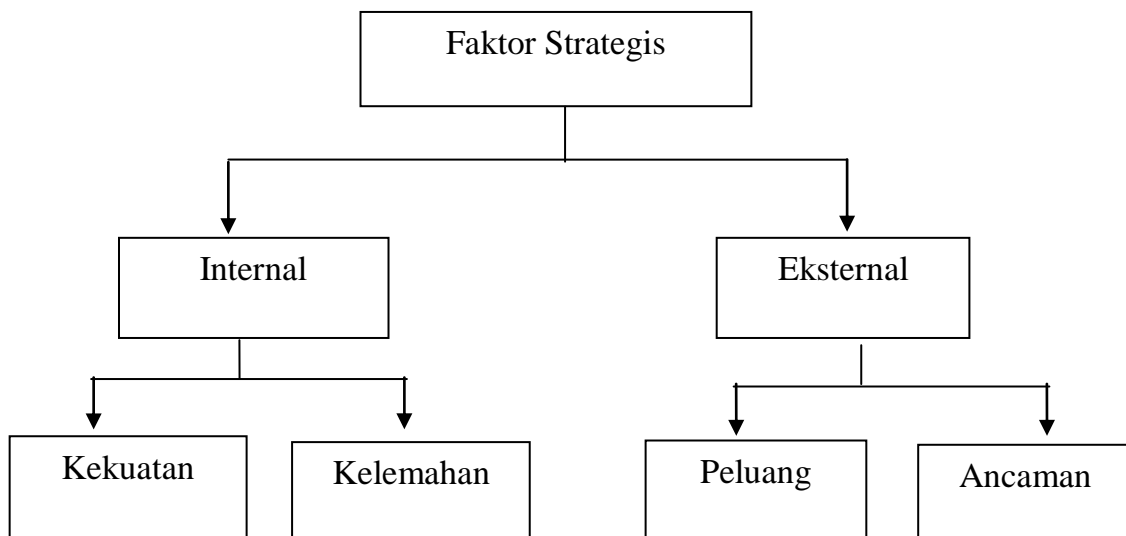 Faktor Strategis
Internal
Eksternal
Kekuatan
Kelemahan
Peluang
Ancaman